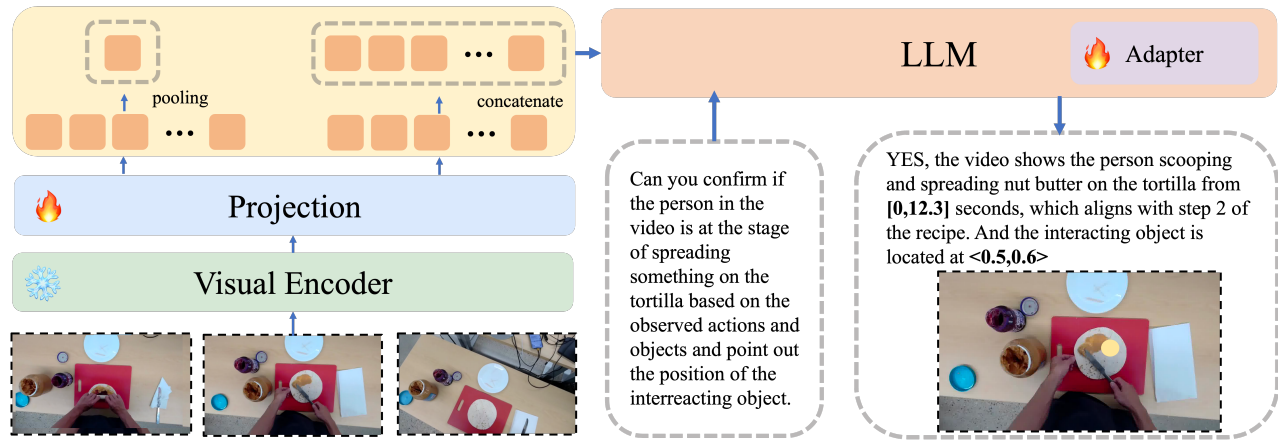 pooling
concatenate
Projection
Visual Encoder
LLM
Adapter
Can you confirm if
the person in the
video is at the stage
of spreading
something on the
tortilla based on the
observed actions and
objects and point out
the position of the
interreacting object.
YES, the video shows the person scooping
and spreading nut butter on the tortilla from
[0,12.3] seconds, which aligns with step 2 of
the recipe. And the interacting object is
located at <0.5,0.6>